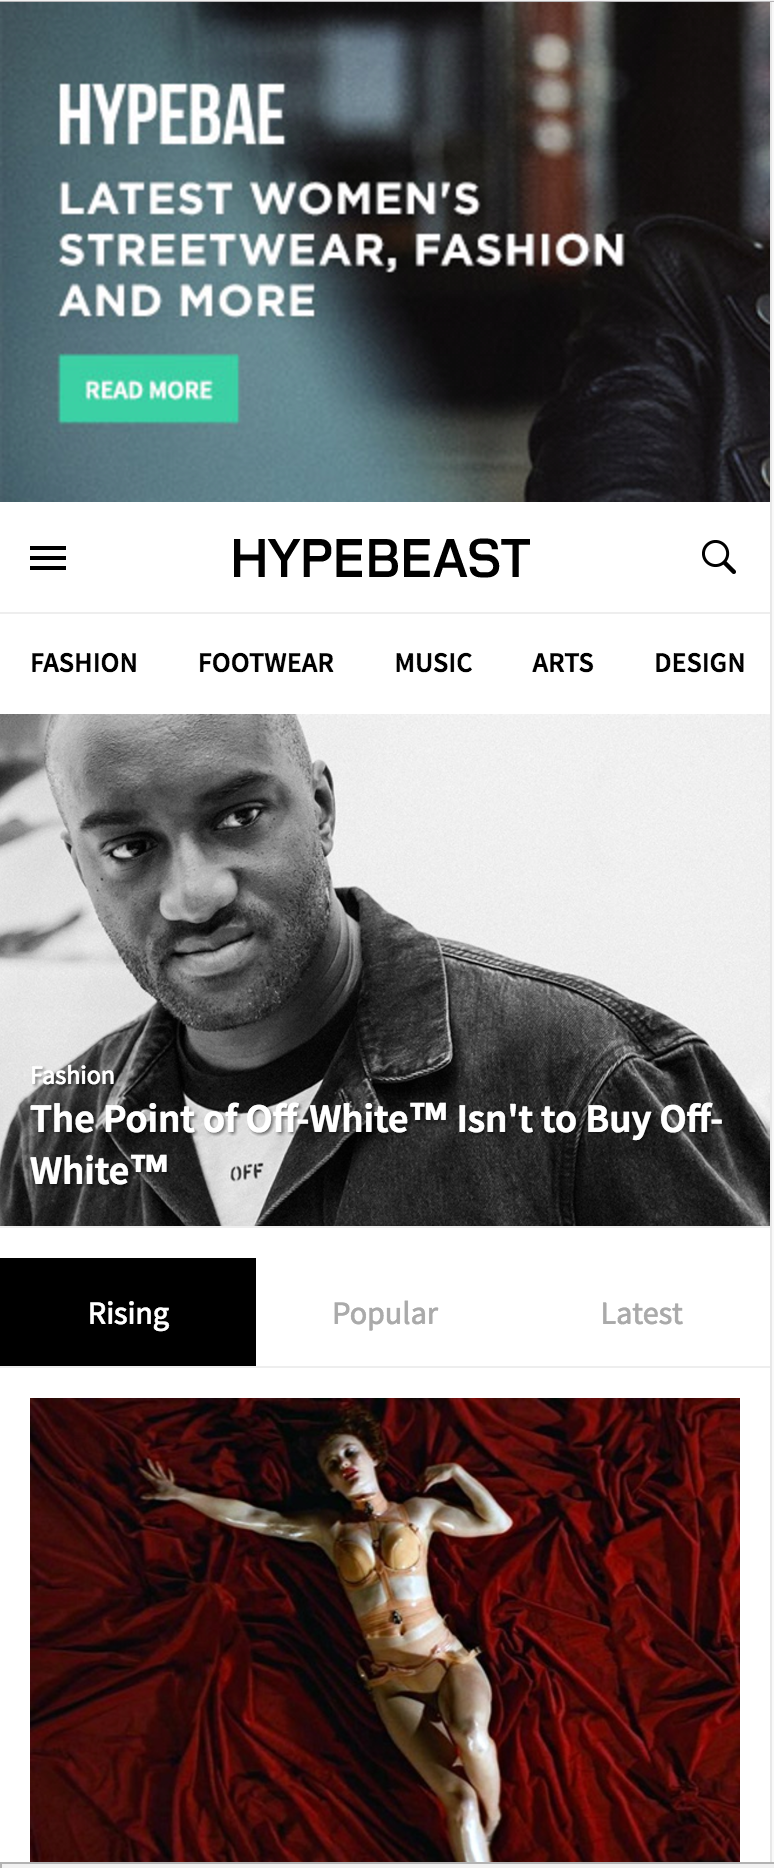 HYPEBAE
LATEST WOMEN'S
STREETWEAR, FASHION
AND MORE
READ MORE
HYPEBEAST
FASHION FOOTWEAR MUSIC ARTS DESIGN
Fashion
The Point of Off-White™ Isn't to Buy Off-
White™
OFF
Rising Popular Latest